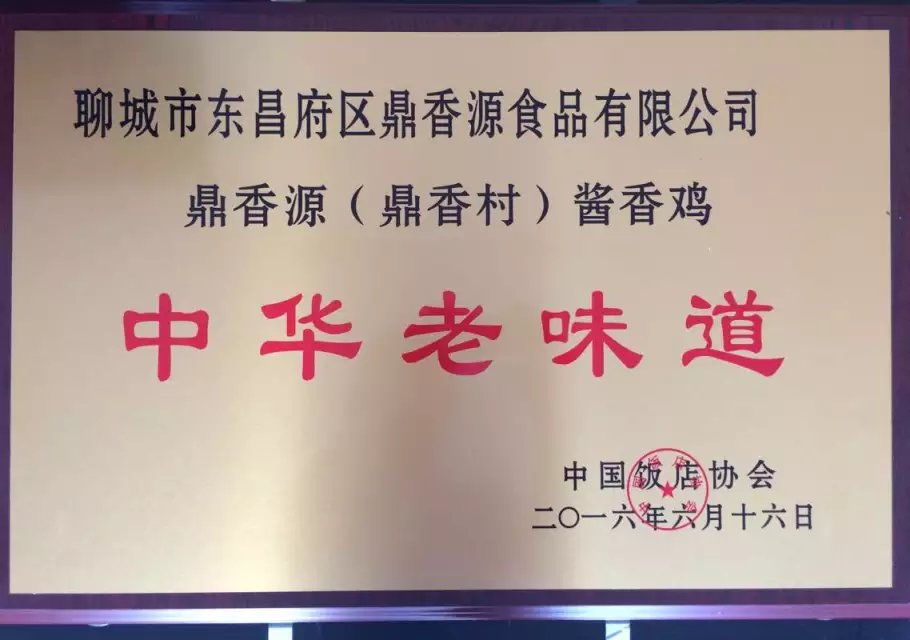 聊城市东昌府区鼎香源食品有限公司
鼎香源（鼎香村）酱香鸡
中华老味道
中国饭店协会
二〇一六年六月十六日